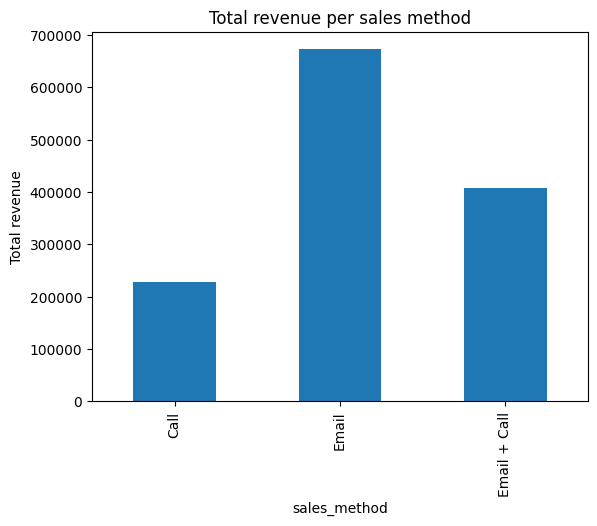 Total revenue per sales method
Total revenue
700000
600000
500000
400000
300000
200000
100000
0
Call
Email
Email + Call
sales_method